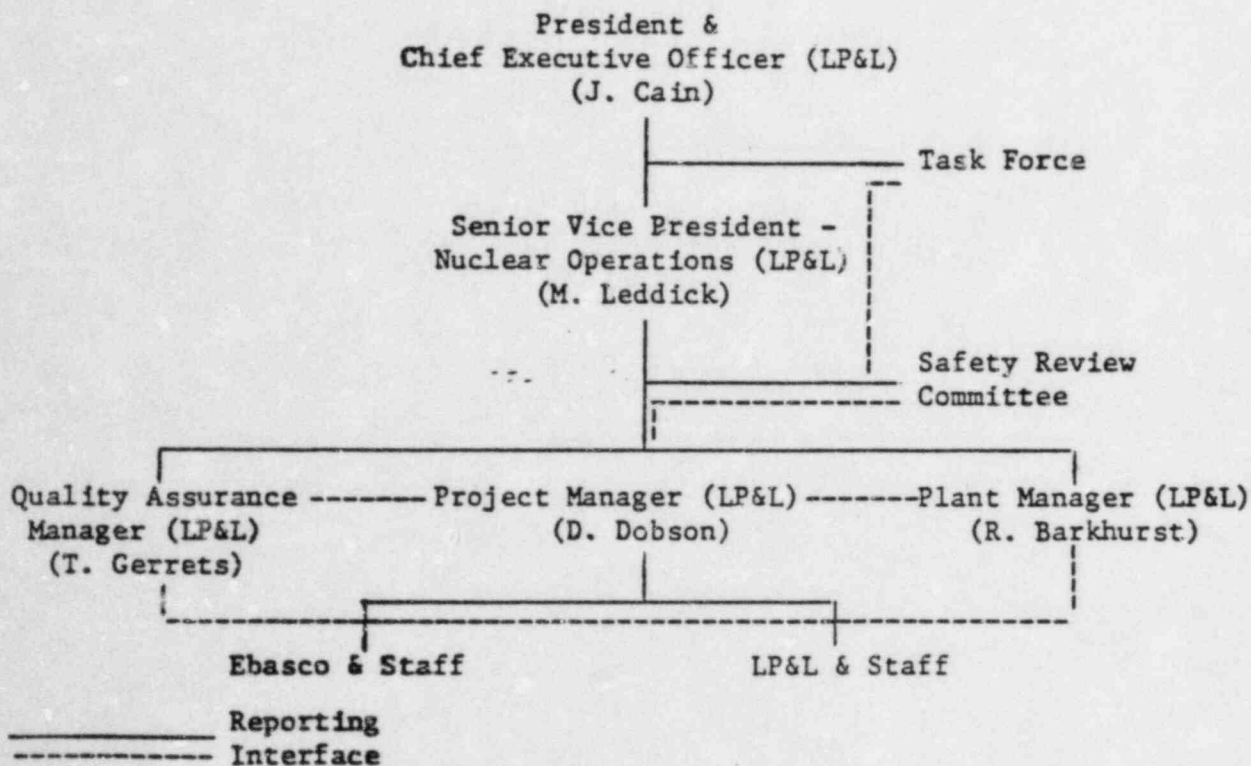 President &
Chief Executive Officer (LP&L)
(J. Cain)
Task Force
Senior Vice President -
Nuclear Operations (LP&L)
(M. Leddick)
Safety Review
Committee
Quality Assurance
Manager (LP&L)
(T. Gerrets)
Project Manager (LP&L)
(D. Dobson)
Plant Manager (LP&L)
(R. Barkhurst)
Ebasco & Staff
LP&L & Staff
Reporting
Interface